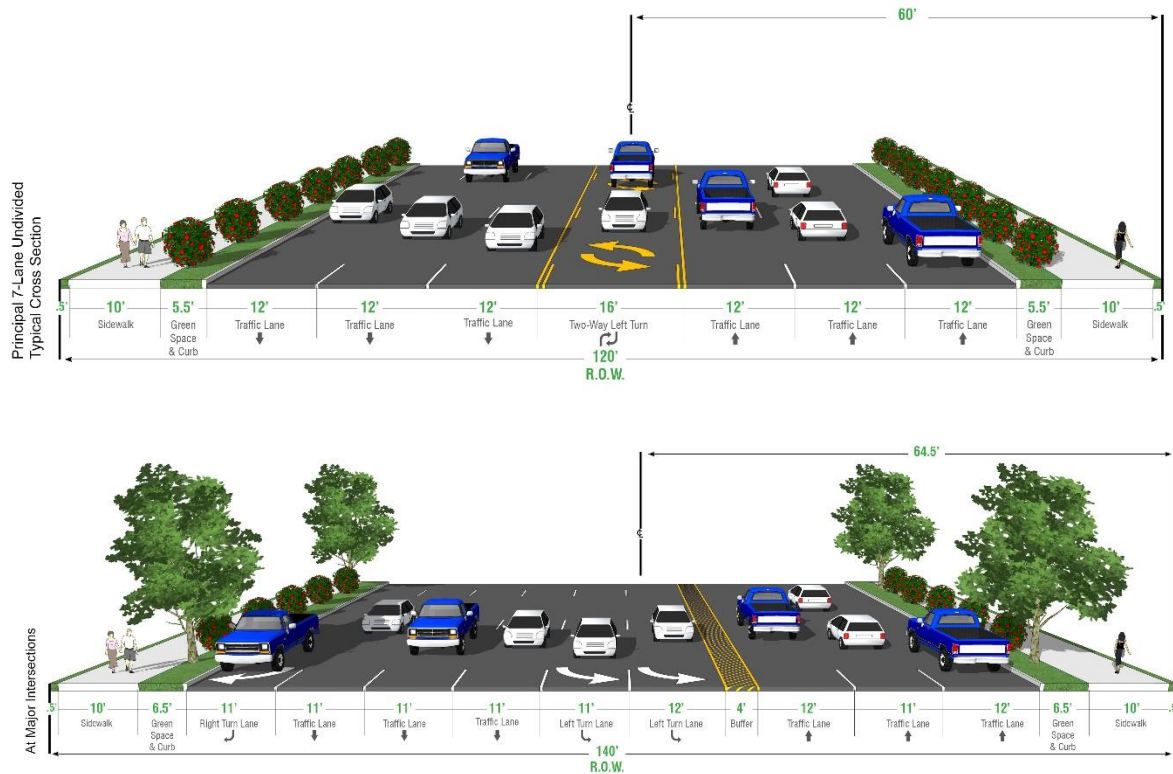 60'
℄
Principal 7-Lane Undivided
Typical Cross Section
.5' 10' 5.5' 12' 12' 12' 16' 12' 12' 12' 5.5' 10' .5'
Sidewalk Green Space & Curb Traffic Lane Traffic Lane Traffic Lane Two-Way Left Turn Traffic Lane Traffic Lane Traffic Lane Green Space & Curb Sidewalk
120'
R.O.W.
64.5'
℄
At Major Intersections
.5' 10' 6.5' 11' 11' 11' 11' 11' 12' 4' 12' 11' 12' 6.5' 10' .5'
Sidewalk Green Space & Curb Right Turn Lane Traffic Lane Traffic Lane Traffic Lane Left Turn Lane Left Turn Lane Buffer Traffic Lane Traffic Lane Traffic Lane Green Space & Curb Sidewalk
140'
R.O.W.